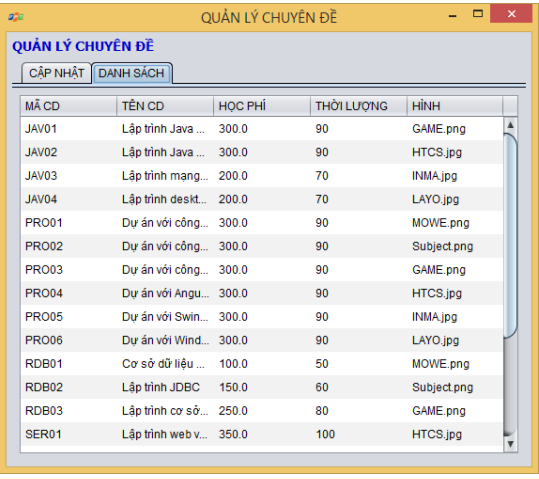 QUẢN LÝ CHUYÊN ĐỀ
QUẢN LÝ CHUYÊN ĐỀ
CẬP NHẬT DANH SÁCH
MÃ CD TÊN CD HỌC PHÍ THỜI LƯỢNG HÌNH
JAV01 Lập trình Java ... 300.0 90 GAME.png
JAV02 Lập trình Java ... 300.0 90 HTCS.jpg
JAV03 Lập trình mạng... 200.0 70 INMA.jpg
JAV04 Lập trình deskt... 200.0 70 LAYO.jpg
PRO01 Dự án với công... 300.0 90 MOWE.png
PRO02 Dự án với công... 300.0 90 Subject.png
PRO03 Dự án với công... 300.0 90 GAME.png
PRO04 Dự án với Angu... 300.0 90 HTCS.jpg
PRO05 Dự án với Swin... 300.0 90 INMA.jpg
PRO06 Dự án với Wind... 300.0 90 LAYO.jpg
RDB01 Cơ sở dữ liệu ... 100.0 50 MOWE.png
RDB02 Lập trình JDBC 150.0 60 Subject.png
RDB03 Lập trình cơ sở... 250.0 80 GAME.png
SER01 Lập trình web v... 350.0 100 HTCS.jpg